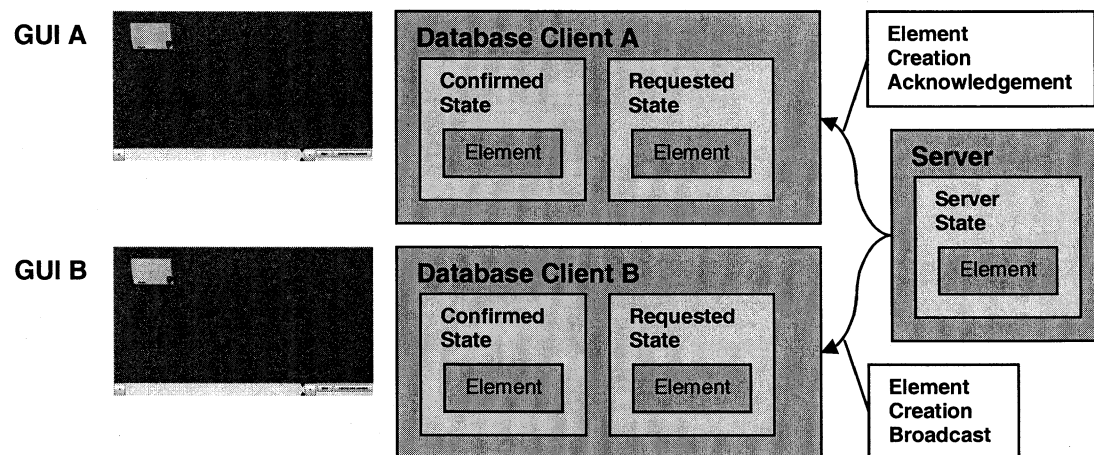 GUI A
Database Client A
Confirmed
State
Element
Requested
State
Element
Element
Creation
Acknowledgement
Server
Server
State
Element
GUI B
Database Client B
Confirmed
State
Element
Requested
State
Element
Element
Creation
Broadcast